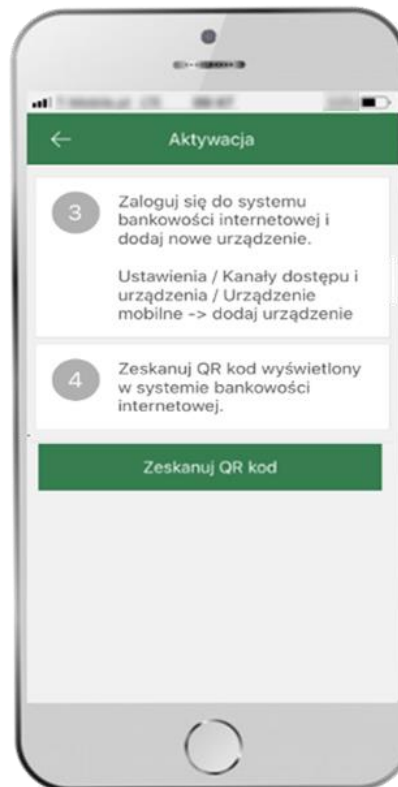 Aktywacja
3
Zaloguj się do systemu
bankowości internetowej i
dodaj nowe urządzenie.
Ustawienia / Kanały dostępu i
urządzenia / Urządzenie
mobilne -> dodaj urządzenie
4
Zeskanuj QR kod wyświetlony
w systemie bankowości
internetowej.
Zeskanuj QR kod